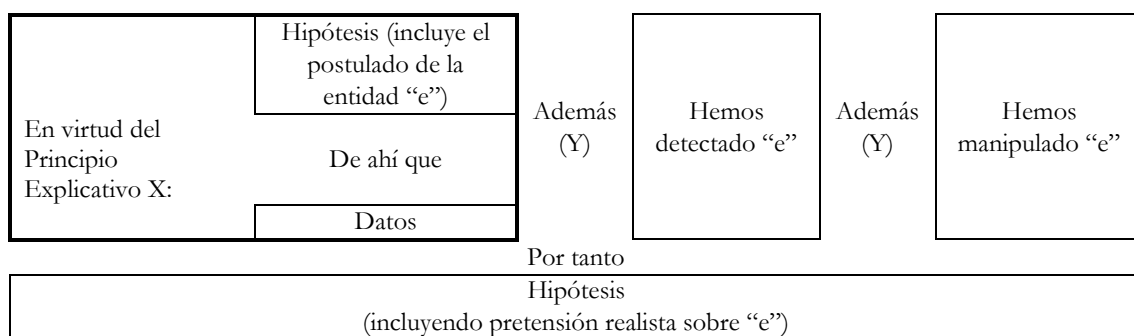 En virtud del
Principio
Explicativo X:
Hipótesis (incluye el
postulado de la
entidad “e”)
De ahí que
Datos
Además
(Y)
Hemos
detectado “e”
Además
(Y)
Hemos
manipulado “e”
Por tanto
Hipótesis
(incluyendo pretensión realista sobre “e”)